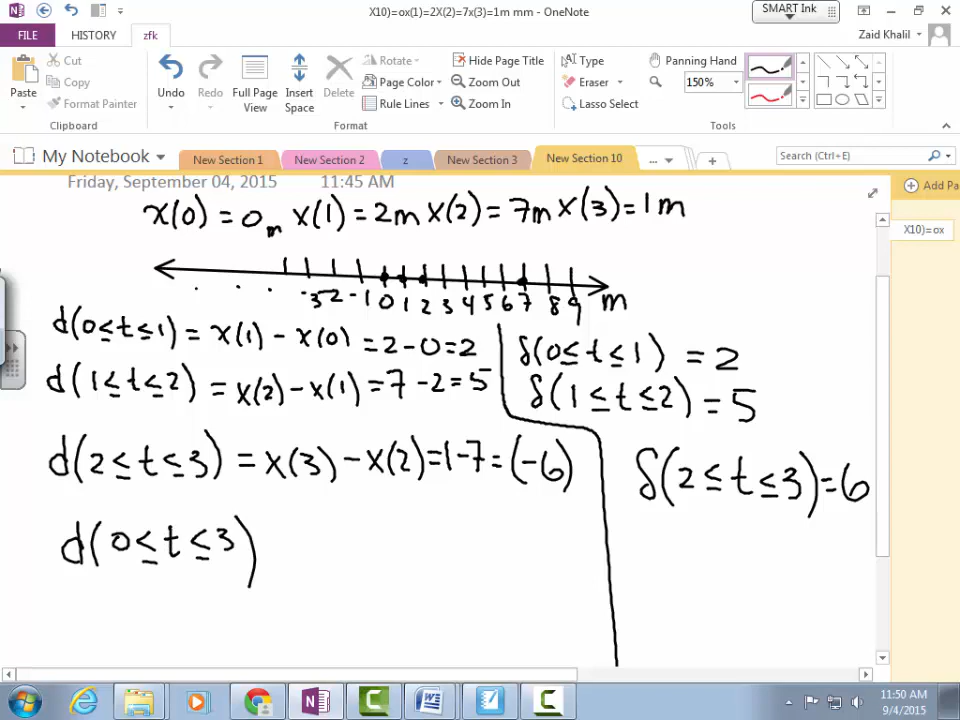 X10)=ox(1)=2X(2)=7x(3)=1m mm - OneNote
SMART Ink
FILE HISTORY zfk
Zaid Khalil
Paste
Cut
Copy
Format Painter
Clipboard
Undo
Redo
Full Page View
Insert Space
Delete
Rotate
Page Color
Rule Lines
Hide Page Title
Zoom Out
Zoom In
Format
Type
Eraser
Lasso Select
Panning Hand
150%
Tools
My Notebook
New Section 1
New Section 2
z
New Section 3
New Section 10
...
Search (Ctrl+E)
Friday, September 04, 2015 11:45 AM
Add Pa
X10)=ox
x(0) = 0m x(1) = 2m x(2) = 7m x(3) = 1m
-3 -2 -1 0 1 2 3 4 5 6 7 8 9 m
d(0≤t≤1) = x(1) - x(0) = 2 - 0 = 2
δ(0≤t≤1) = 2
d(1≤t≤2) = x(2) - x(1) = 7 - 2 = 5
δ(1≤t≤2) = 5
d(2≤t≤3) = x(3) - x(2) = 1-7 = (-6)
δ(2≤t≤3) = 6
d(0≤t≤3)
11:50 AM
9/4/2015